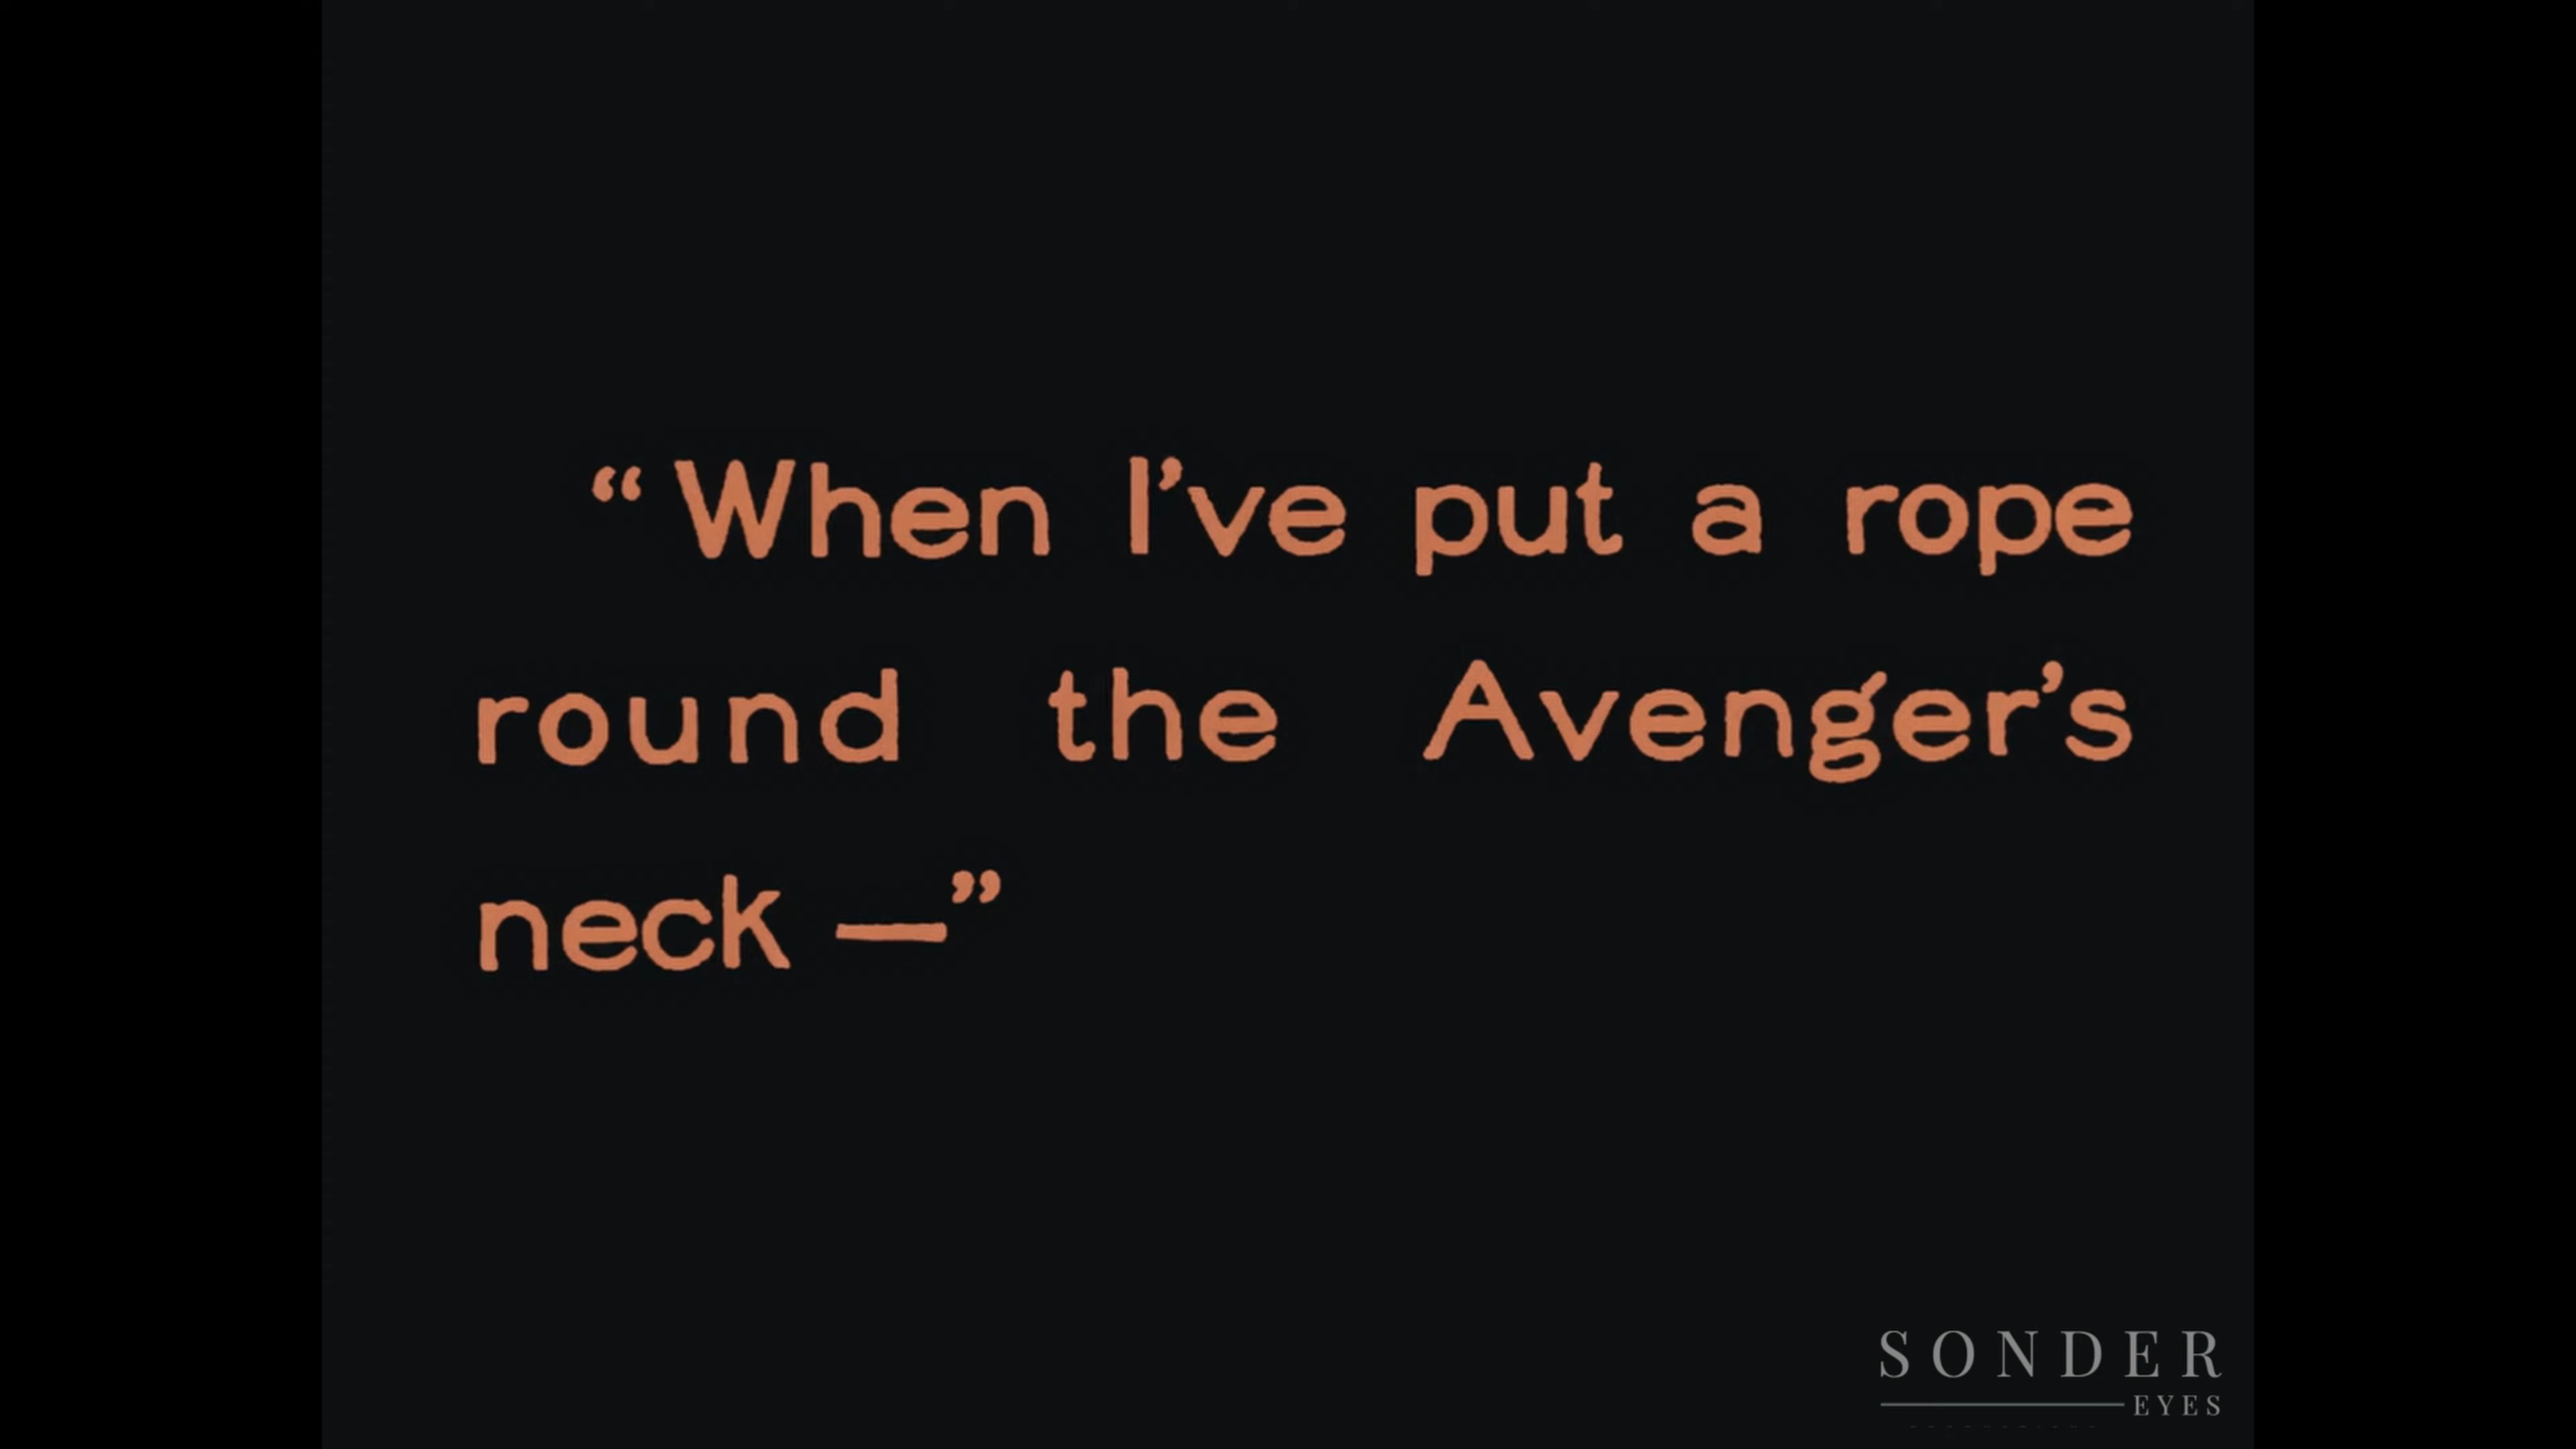 “When I’ve put a rope
round the Avenger’s
neck —”
SONDER
EYES